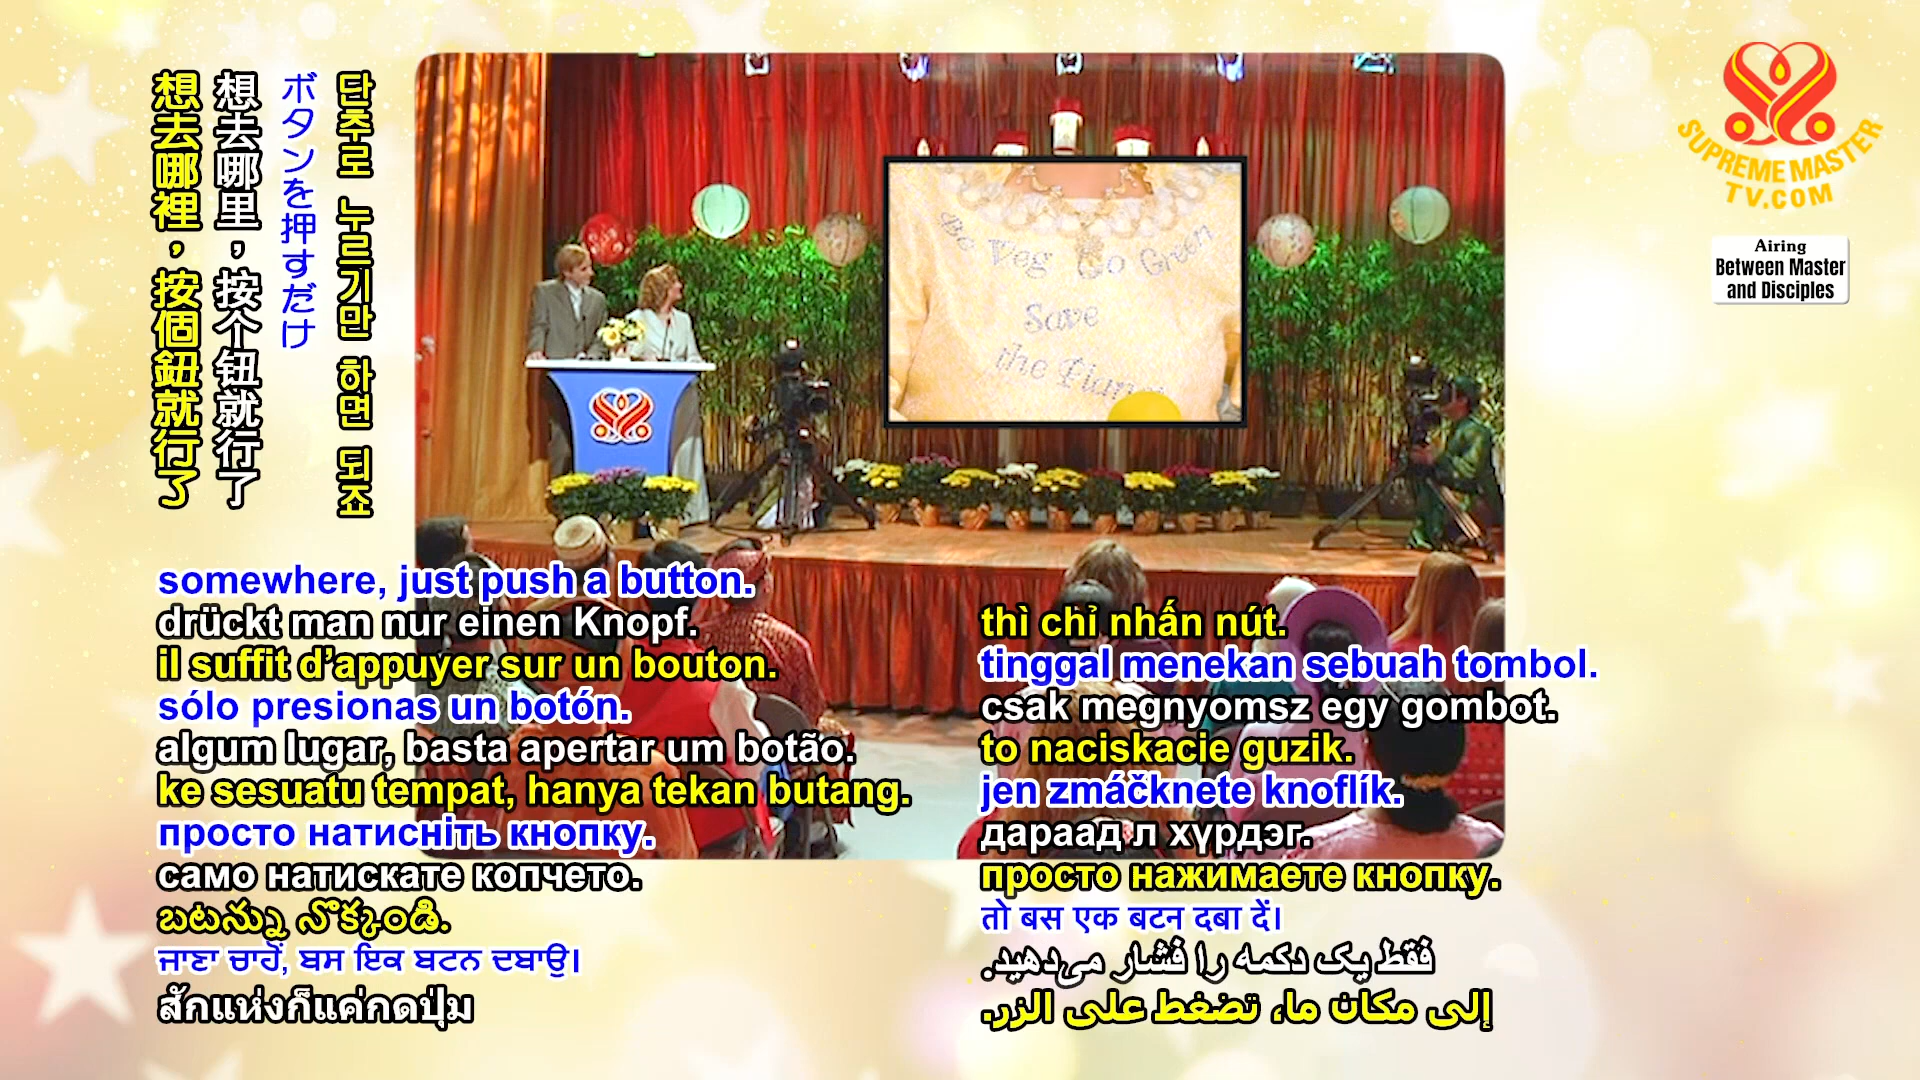 想去哪裡，按個鈕就行了
想去哪里，按个钮就行了
ボタンを押すだけ
단추로 누르기만 하면 되죠
SUPREME MASTER
TV.COM
Airing
Between Master
and Disciples
Be Veg Go Green
Save
the Planet
somewhere, just push a button.
drückt man nur einen Knopf.
il suffit d’appuyer sur un bouton.
sólo presionas un botón.
algum lugar, basta apertar um botão.
ke sesuatu tempat, hanya tekan butang.
просто натисніть кнопку.
само натискате копчето.
బటన్ను నొక్కండి.
ਜਾਣਾ ਚਾਹੋਂ, ਬਸ ਇਕ ਬਟਨ ਦਬਾਉ।
สักแห่งก็แค่กดปุ่ม
thì chỉ nhấn nút.
tinggal menekan sebuah tombol.
csak megnyomsz egy gombot.
to naciskacie guzik.
jen zmáčknete knoflík.
дараад л хүрдэг.
просто нажимаете кнопку.
तो बस एक बटन दबा दें।
فقط یک دکمه را فشار می‌دهید.
إلى مكان ما، تضغط على الزر.